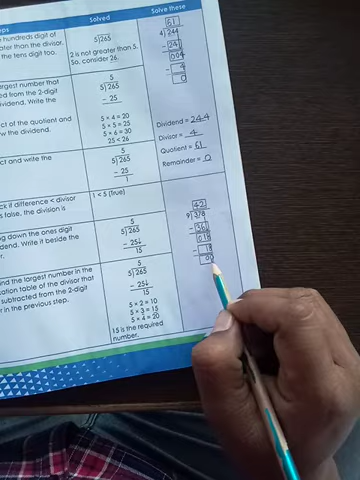 eps
Solved
Solve these
hundreds digit of
ater than the divisor.
the tens digit too.
5)265
2 is not greater than 5.
So, consider 26.
61
4)244
- 24
004
- 4
0
argest number that
ed from the 2-digit
vidend. Write the
ct of the quotient and
w the dividend.
5
5)265
- 25
5 × 4 = 20
5 × 5 = 25
5 × 6 = 30
25 < 26
Dividend = 244
Divisor = 4
Quotient = 61
Remainder = 0
ct and write the
5
5)265
- 25
1
ck if difference < divisor
s false, the division is
1 < 5 (True)
ng down the ones digit
dend. Write it beside the
r.
5
5)265
- 25↓
15
42
9)378
- 36↓
018
- 18
00
nd the largest number in the
cation table of the divisor that
subtracted from the 2-digit
r in the previous step.
5
5)265
- 25↓
15
5 × 2 = 10
5 × 3 = 15
5 × 4 = 20
15 is the required
number.